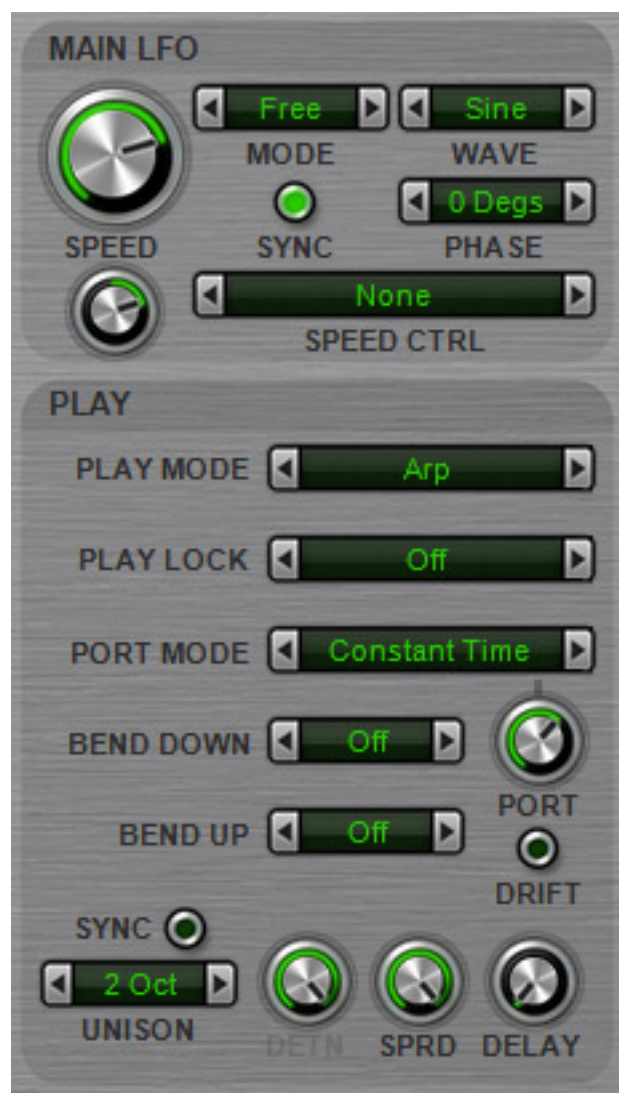 MAIN LFO
Free
Sine
MODE
WAVE
0 Degs
SPEED
SYNC
PHASE
None
SPEED CTRL
PLAY
PLAY MODE
Arp
PLAY LOCK
Off
PORT MODE
Constant Time
BEND DOWN
Off
PORT
BEND UP
Off
DRIFT
SYNC
2 Oct
UNISON
DETN
SPRD
DELAY